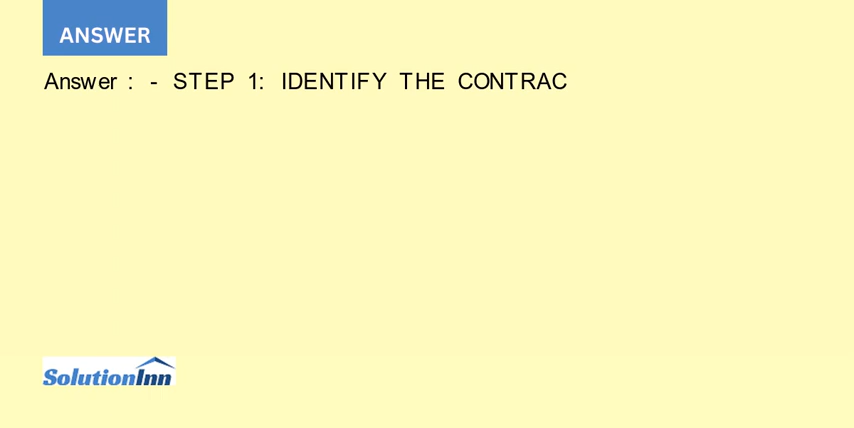 ANSWER
Answer : - STEP 1: IDENTIFY THE CONTRAC
SolutionInn